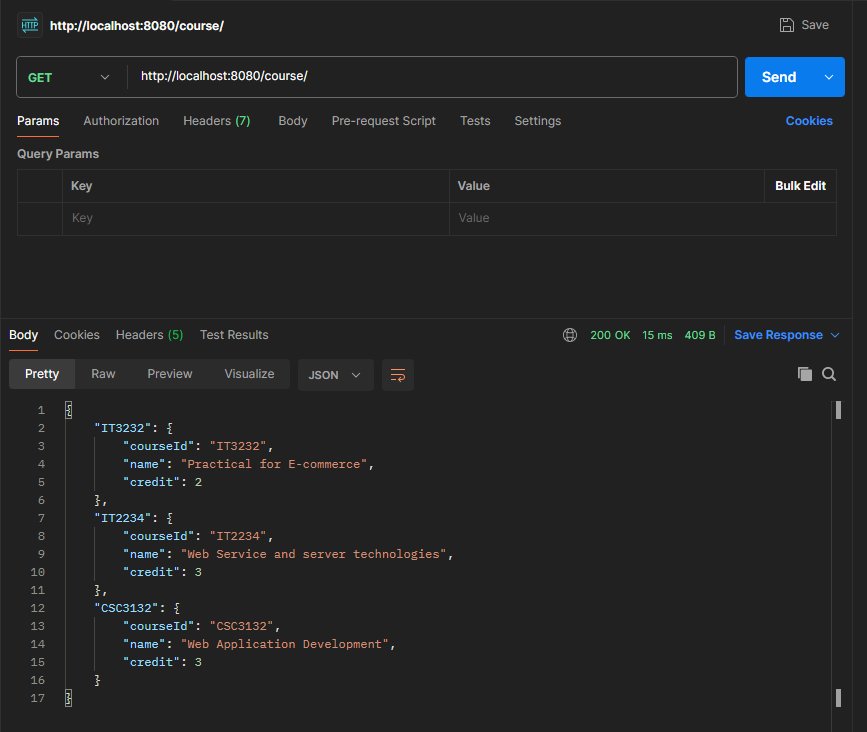 HTTP http://localhost:8080/course/ Save
GET http://localhost:8080/course/ Send
Params Authorization Headers (7) Body Pre-request Script Tests Settings Cookies
Query Params
Key Value Bulk Edit
Key Value
Body Cookies Headers (5) Test Results 200 OK 15 ms 409 B Save Response
Pretty Raw Preview Visualize JSON
1 {
2 "IT3232": {
3 "courseId": "IT3232",
4 "name": "Practical for E-commerce",
5 "credit": 2
6 },
7 "IT2234": {
8 "courseId": "IT2234",
9 "name": "Web Service and server technologies",
10 "credit": 3
11 },
12 "CSC3132": {
13 "courseId": "CSC3132",
14 "name": "Web Application Development",
15 "credit": 3
16 }
17 }